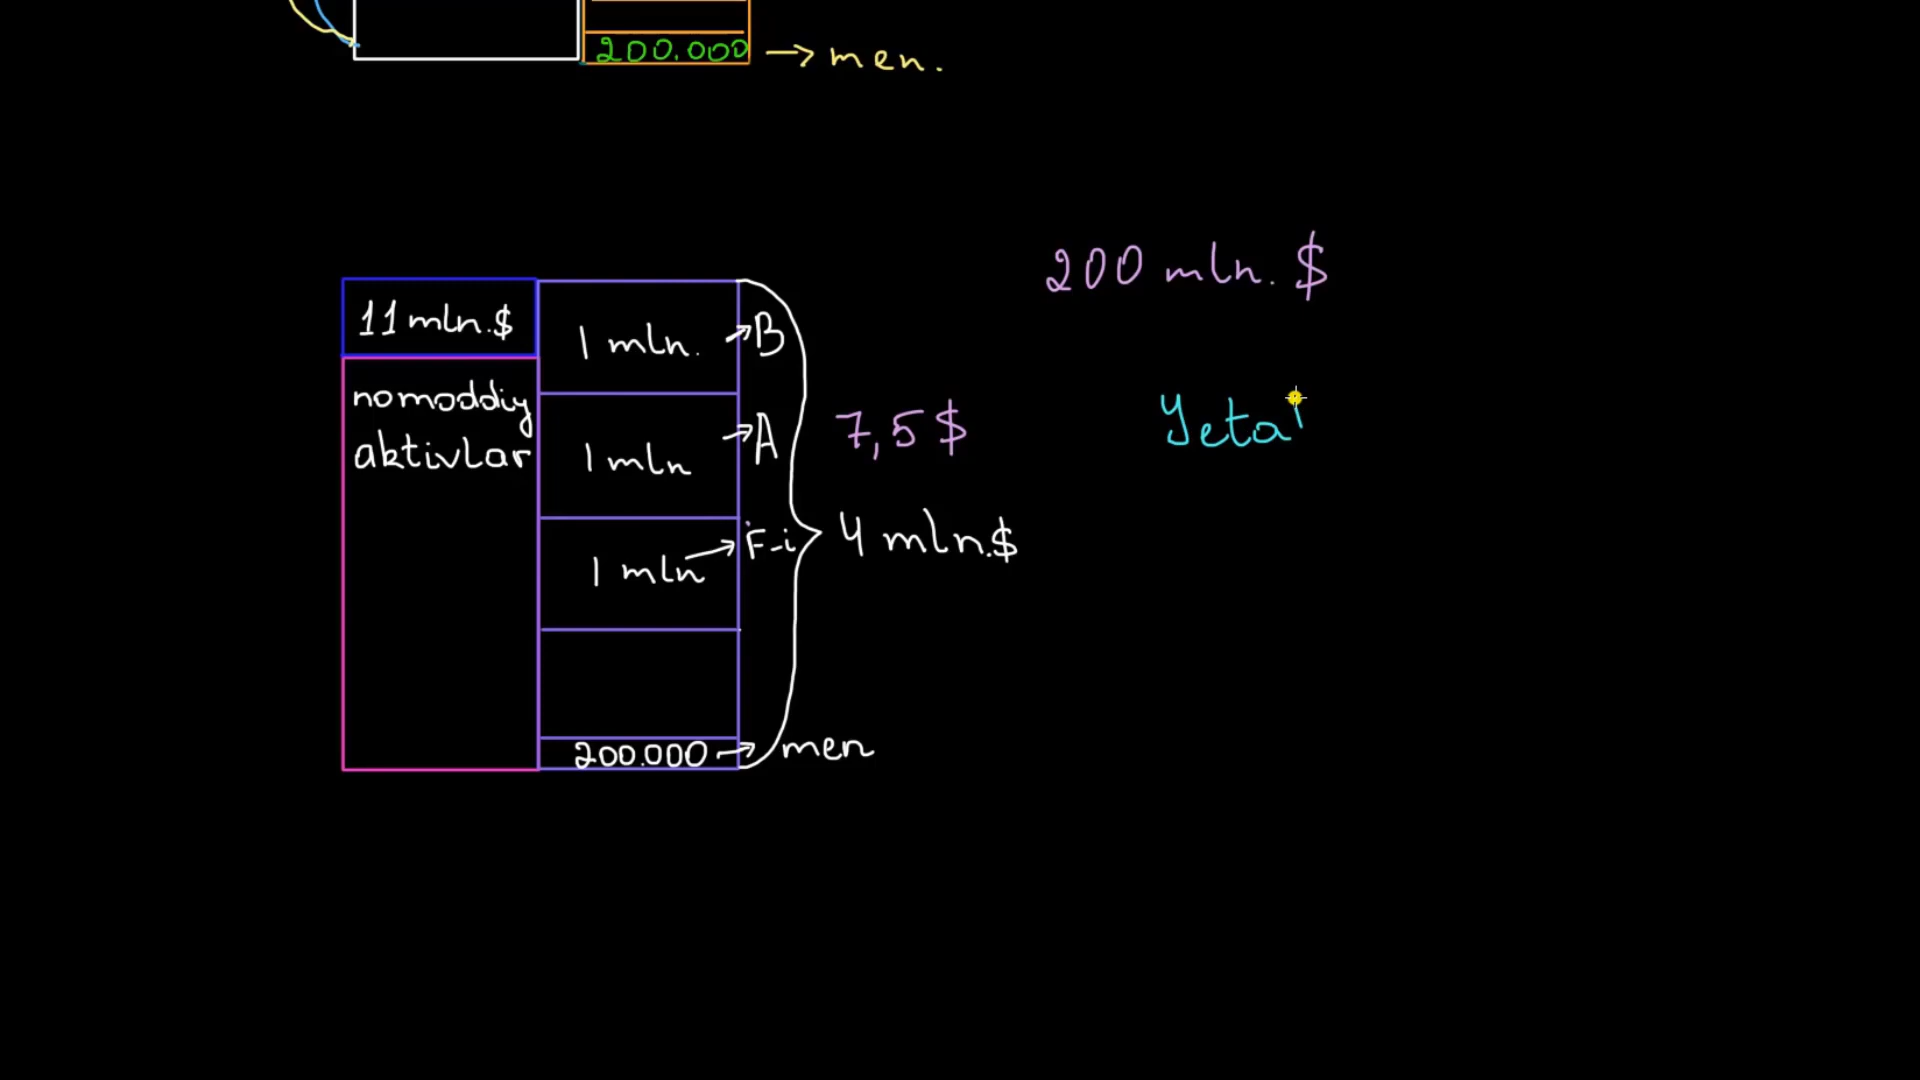 200.000 → men.
200 mln. $
11 mln. $
1 mln. → B
nomoddiy
aktivlar
1 mln → A
7,5 $
1 mln → F-i
4 mln. $
200.000 → men